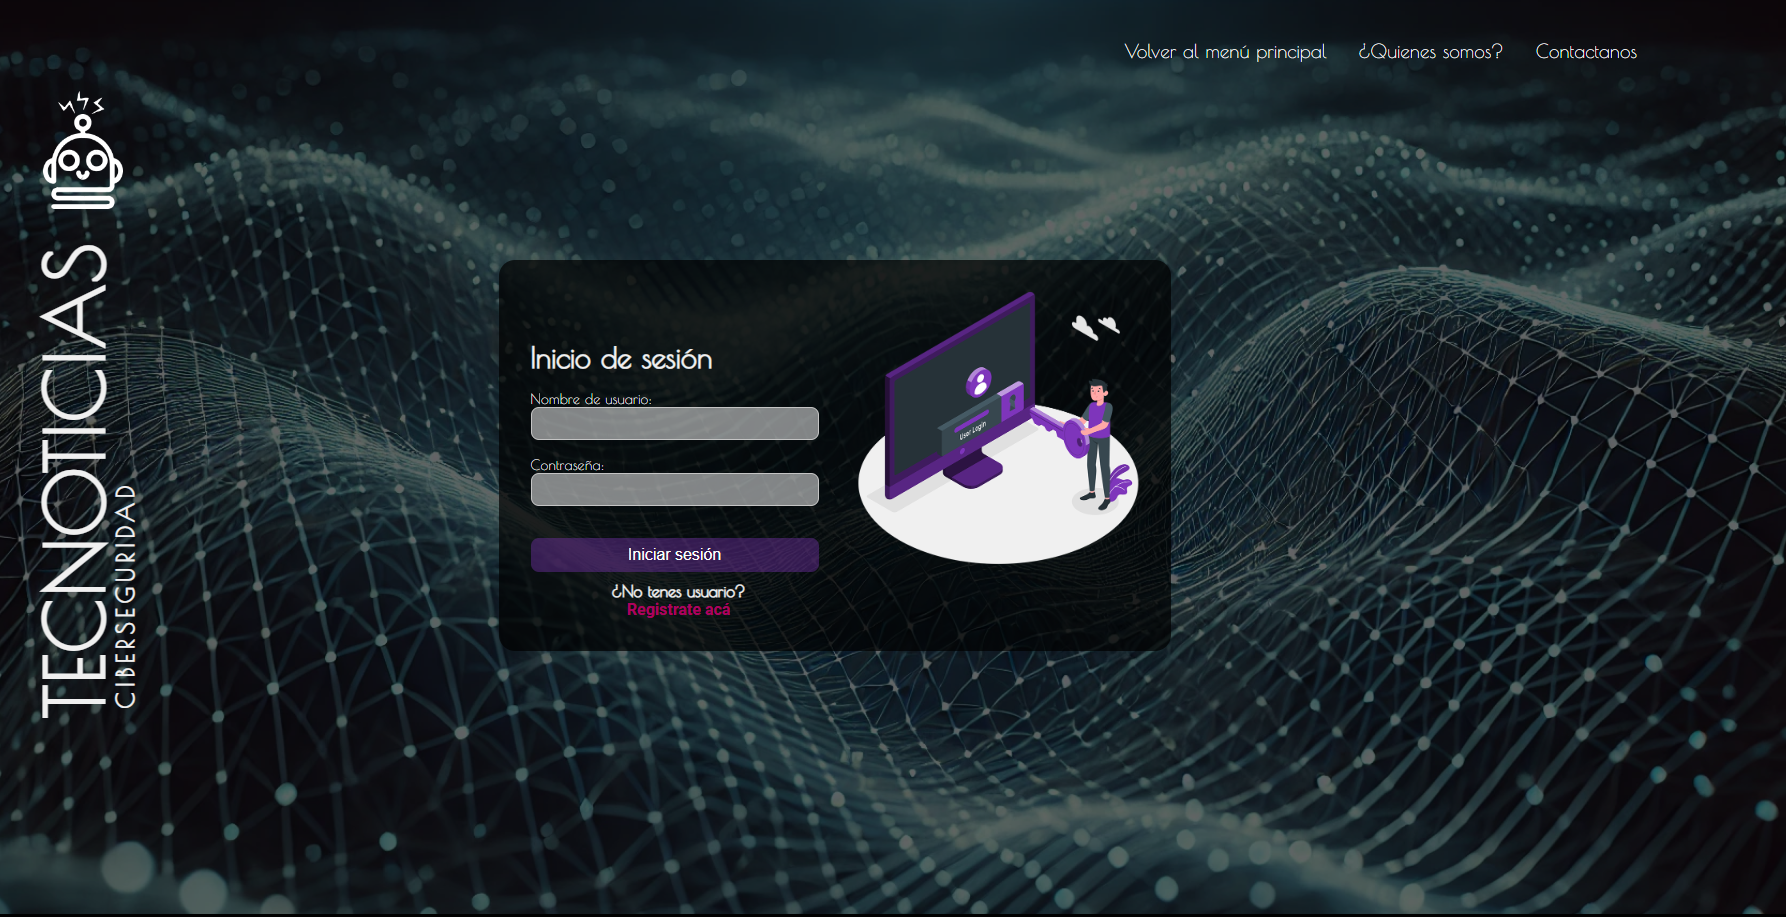 Volver al menú principal
¿Quienes somos?
Contactanos
TECNOTICIAS
CIBERSEGURIDAD
Inicio de sesión
Nombre de usuario:
Contraseña:
Iniciar sesión
¿No tenes usuario?
Registrate acá
User Login